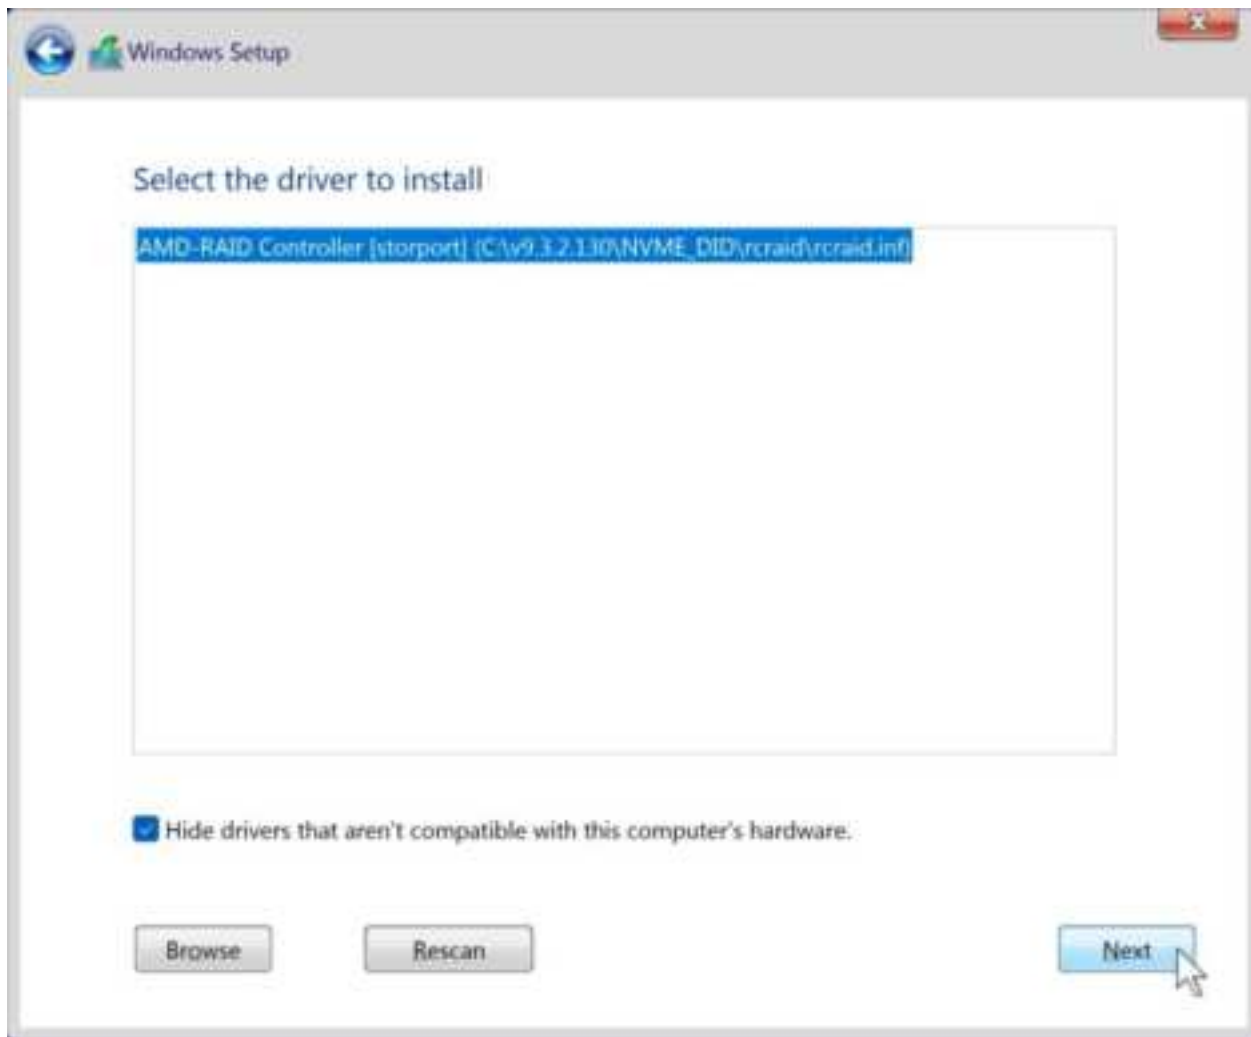 Windows Setup
Select the driver to install
AMD-RAID Controller [storport] (C:\v9.3.2.130\NVME_DID\rcraid\rcraid.inf)
Hide drivers that aren't compatible with this computer's hardware.
Browse
Rescan
Next